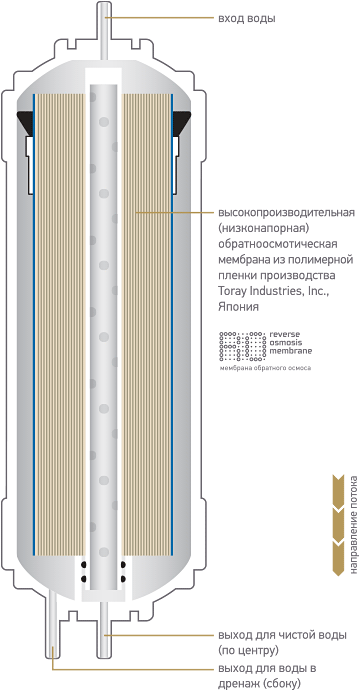 вход воды
высокопроизводительная
(низконапорная)
обратноосмотическая
мембрана из полимерной
пленки производства
Toray Industries, Inc.,
Япония
reverse
osmosis
membrane
мембрана обратного осмоса
направление потока
выход для чистой воды
(по центру)
выход для воды в
дренаж (сбоку)